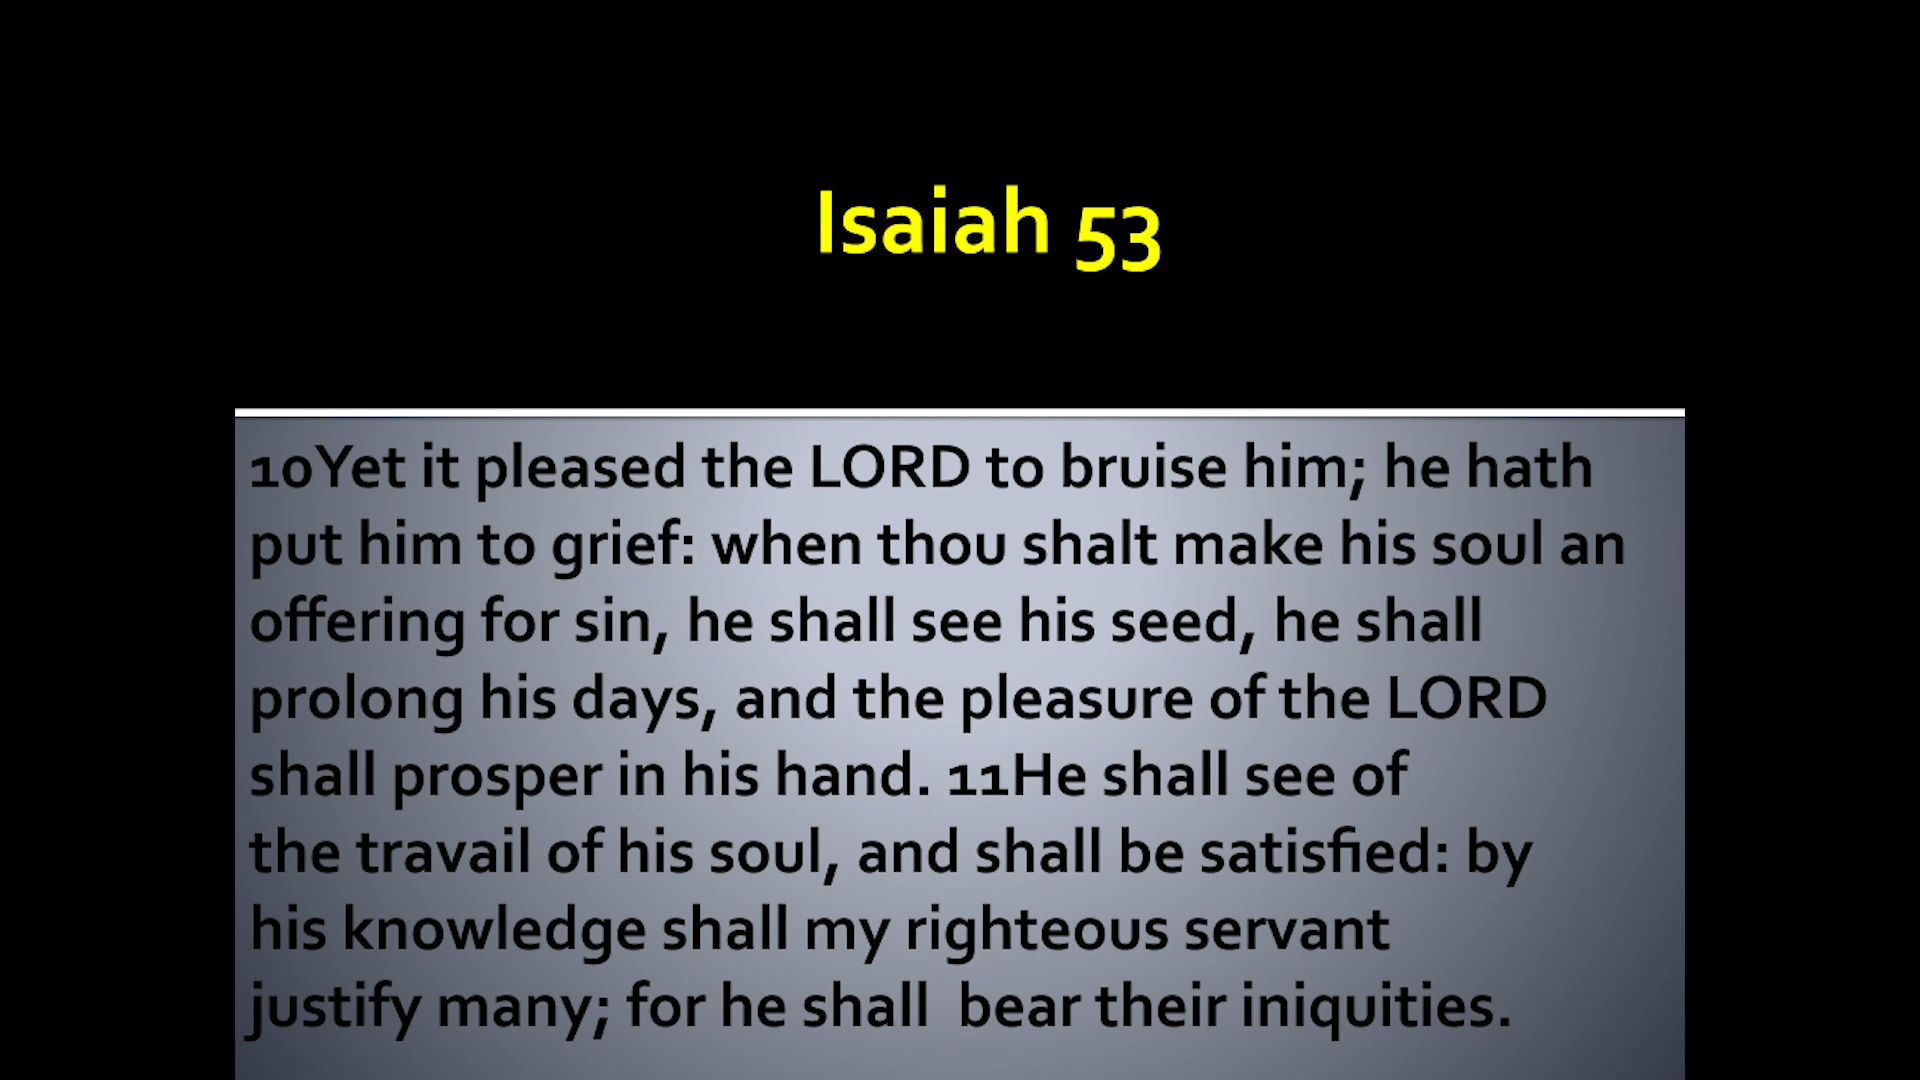 Isaiah 53
10Yet it pleased the LORD to bruise him; he hath
put him to grief: when thou shalt make his soul an
offering for sin, he shall see his seed, he shall
prolong his days, and the pleasure of the LORD
shall prosper in his hand. 11He shall see of
the travail of his soul, and shall be satisfied: by
his knowledge shall my righteous servant
justify many; for he shall  bear their iniquities.